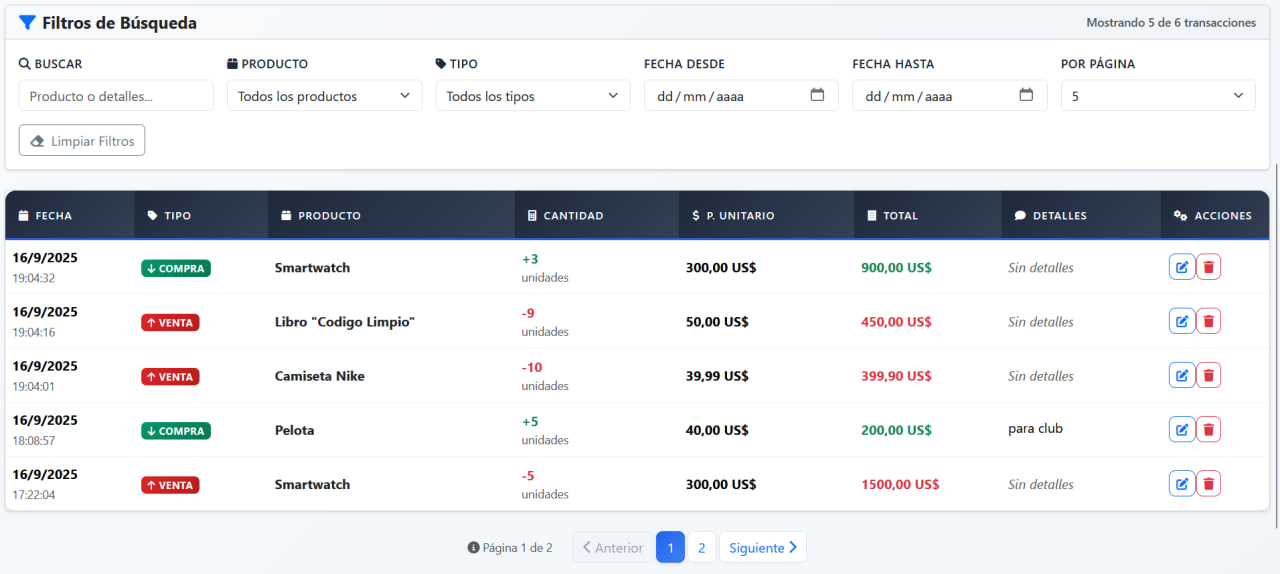 Filtros de Búsqueda
Mostrando 5 de 6 transacciones
BUSCAR
PRODUCTO
TIPO
FECHA DESDE
FECHA HASTA
POR PÁGINA
Producto o detalles...
Todos los productos
Todos los tipos
dd/mm/aaaa
dd/mm/aaaa
5
Limpiar Filtros
FECHA TIPO PRODUCTO CANTIDAD $ P. UNITARIO TOTAL DETALLES ACCIONES
16/9/2025
19:04:32
COMPRA
Smartwatch
+3
unidades
300,00 US$
900,00 US$
Sin detalles
16/9/2025
19:04:16
VENTA
Libro "Codigo Limpio"
-9
unidades
50,00 US$
450,00 US$
Sin detalles
16/9/2025
19:04:01
VENTA
Camiseta Nike
-10
unidades
39,99 US$
399,90 US$
Sin detalles
16/9/2025
18:08:57
COMPRA
Pelota
+5
unidades
40,00 US$
200,00 US$
para club
16/9/2025
17:22:04
VENTA
Smartwatch
-5
unidades
300,00 US$
1500,00 US$
Sin detalles
Página 1 de 2
Anterior
1
2
Siguiente